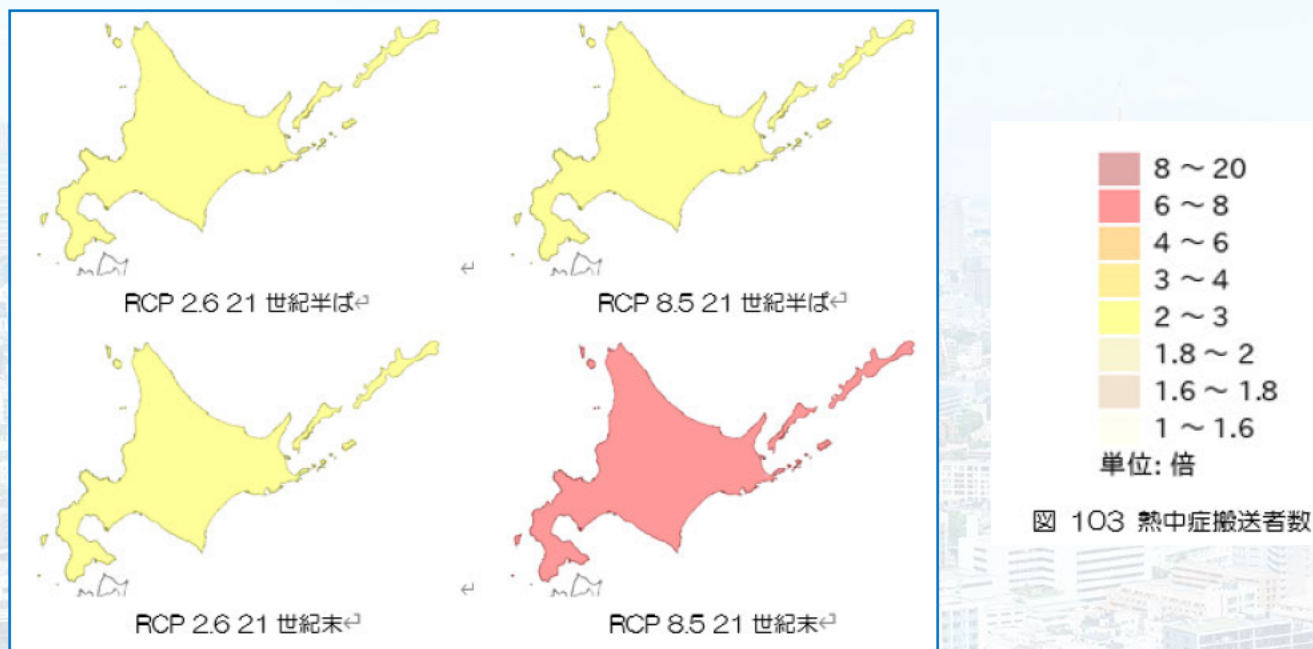 RCP 2.6 21 世紀半ば↵
↵
RCP 8.5 21 世紀半ば↵
RCP 2.6 21 世紀末↵
↵
RCP 8.5 21 世紀末↵
8 ~ 20
6 ~ 8
4 ~ 6
3 ~ 4
2 ~ 3
1.8 ~ 2
1.6 ~ 1.8
1 ~ 1.6
単位: 倍
図 103 熱中症搬送者数